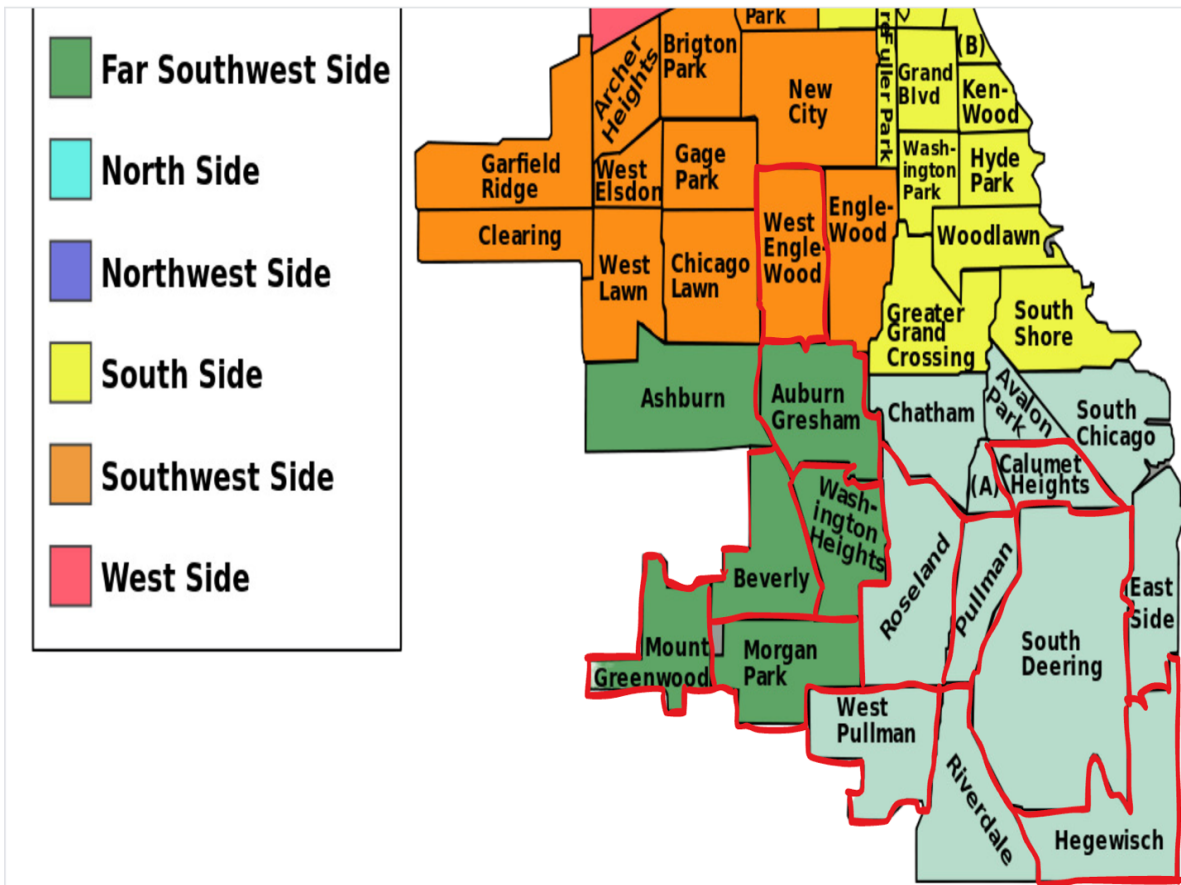 Far Southwest Side
North Side
Northwest Side
South Side
Southwest Side
West Side
Park
Brigton
Park
Archer
Heights
New
City
Fuller Park
Grand
Blvd
(B)
Ken-
Wood
Garfield
Ridge
West
Elsdon
Gage
Park
Wash-
ington
Park
Hyde
Park
Clearing
West
Lawn
Chicago
Lawn
West
Engle-
Wood
Engle-
Wood
Woodlawn
Greater
Grand
Crossing
South
Shore
Ashburn
Auburn
Gresham
Chatham
Avalon
Park
South
Chicago
(A)
Calumet
Heights
Wash-
ington
Heights
Beverly
Roseland
Pullman
East
Side
Mount
Greenwood
Morgan
Park
South
Deering
West
Pullman
Riverdale
Hegewisch